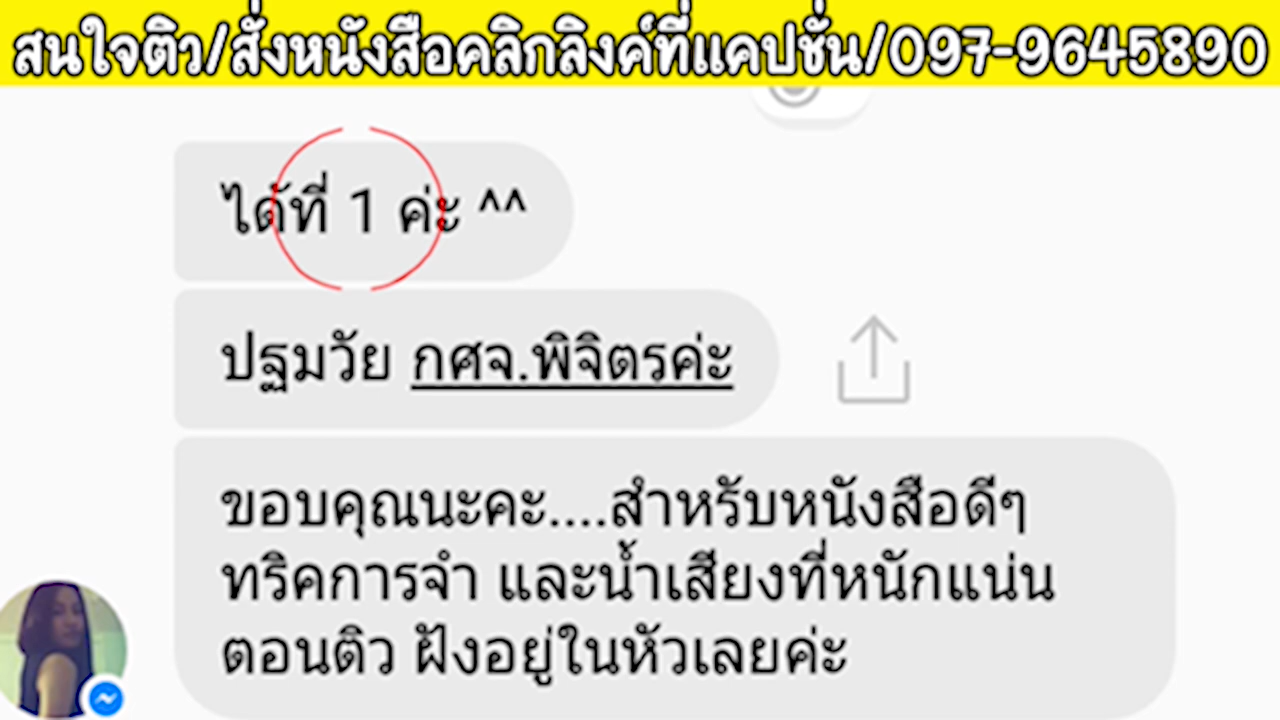 สนใจติว/สั่งหนังสือคลิกลิงค์ที่แคปชั่น/097-9645890
ได้ที่ 1 ค่ะ ^^
ปฐมวัย กศจ.พิจิตรค่ะ
ขอบคุณนะคะ....สำหรับหนังสือดีๆ
ทริคการจำ และน้ำเสียงที่หนักแน่น
ตอนติว ฝังอยู่ในหัวเลยค่ะ